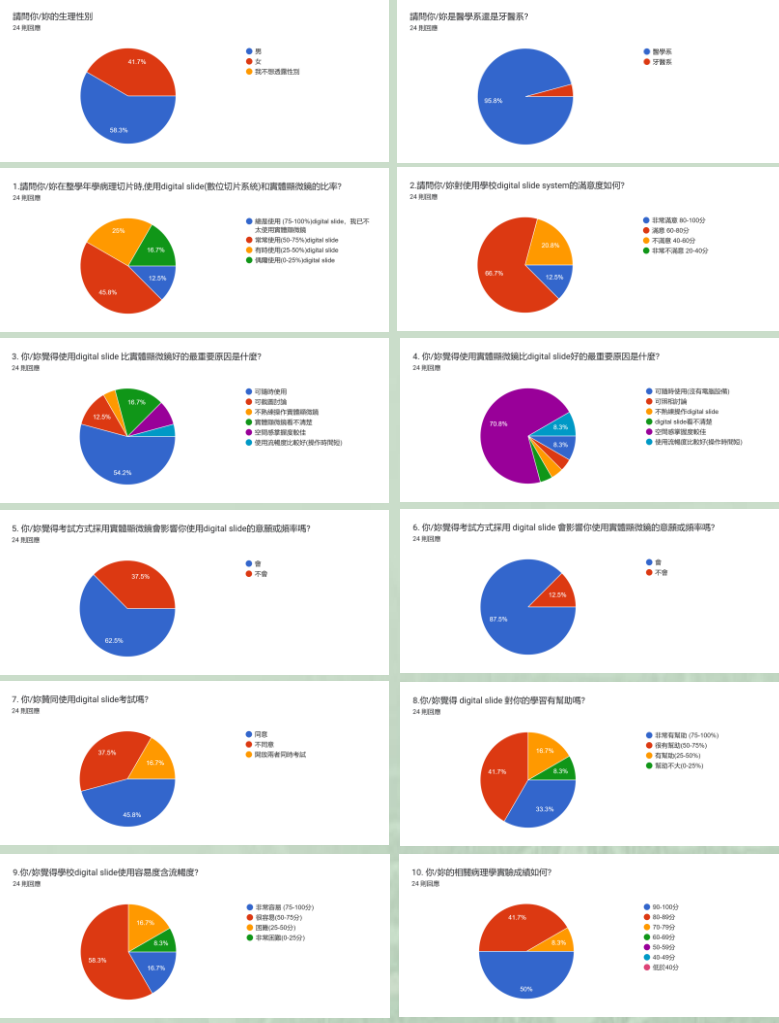 請問你/妳的生理性別
24 則回應
41.7%
58.3%
男
女
我不想透露性別
請問你/妳是醫學系還是牙醫系?
24 則回應
95.8%
醫學系
牙醫系
1.請問你/妳在整學年學病理切片時,使用digital slide(數位切片系統)和實體顯微鏡的比率?
24 則回應
25%
16.7%
12.5%
45.8%
總是使用 (75-100%)digital slide，我已不
太使用實體顯微鏡
常常使用(50-75%)digital slide
有時使用(25-50%)digital slide
偶爾使用(0-25%)digital slide
2.請問你/妳對使用學校digital slide system的滿意度如何?
24 則回應
20.8%
66.7%
12.5%
非常滿意 80-100分
滿意 60-80分
不滿意 40-60分
非常不滿意 20-40分
3. 你/妳覺得使用digital slide 比實體顯微鏡好的最重要原因是什麼?
24 則回應
16.7%
12.5%
54.2%
可隨時使用
可截圖討論
不熟練操作實體顯微鏡
實體顯微鏡看不清楚
空間感掌握度較佳
使用流暢度比較好(操作時間短)
4. 你/妳覺得使用實體顯微鏡比digital slide好的最重要原因是什麼?
24 則回應
70.8%
8.3%
8.3%
可隨時使用(沒有電腦設備)
可互相討論
不熟練操作digital slide
digital slide看不清楚
空間感掌握度較佳
使用流暢度比較好(操作時間短)
5. 你/妳覺得考試方式採用實體顯微鏡會影響你使用digital slide的意願或頻率嗎?
24 則回應
37.5%
62.5%
會
不會
6. 你/妳覺得考試方式採用 digital slide 會影響你使用實體顯微鏡的意願或頻率嗎?
24 則回應
12.5%
87.5%
會
不會
7. 你/妳贊同使用digital slide考試嗎?
24 則回應
37.5%
16.7%
45.8%
同意
不同意
同意兩者同時考試
8.你/妳覺得 digital slide 對你的學習有幫助嗎?
24 則回應
16.7%
41.7%
8.3%
33.3%
非常有幫助 (75-100%)
很有幫助(50-75%)
有幫助(25-50%)
幫助不大(0-25%)
9.你/妳覺得學校digital slide使用容易度含流暢度?
24 則回應
16.7%
8.3%
58.3%
16.7%
非常容易 (75-100分)
很容易(50-75分)
困難(25-50分)
非常困難(0-25分)
10. 你/妳的相關病理學實驗成績如何?
24 則回應
41.7%
8.3%
50%
90-100分
80-89分
70-79分
60-69分
50-59分
40-49分
低於40分